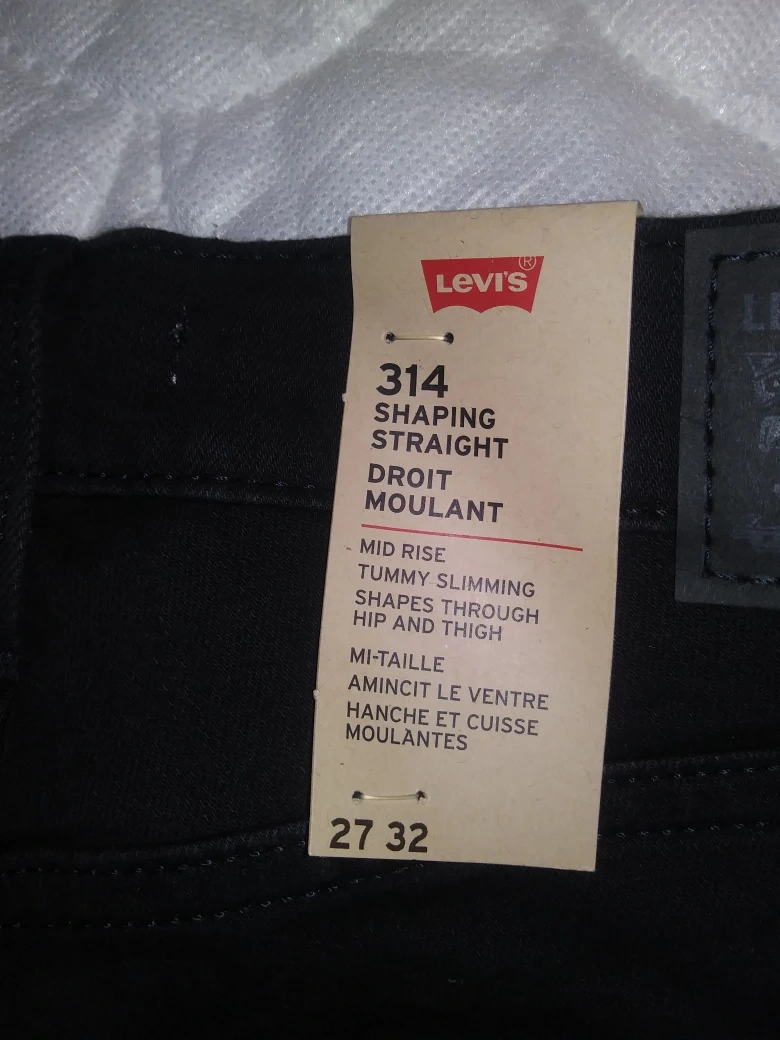 LEVI'S®
314
SHAPING
STRAIGHT
DROIT
MOULANT
MID RISE
TUMMY SLIMMING
SHAPES THROUGH
HIP AND THIGH
MI-TAILLE
AMINCIT LE VENTRE
HANCHE ET CUISSE
MOULANTES
27 32